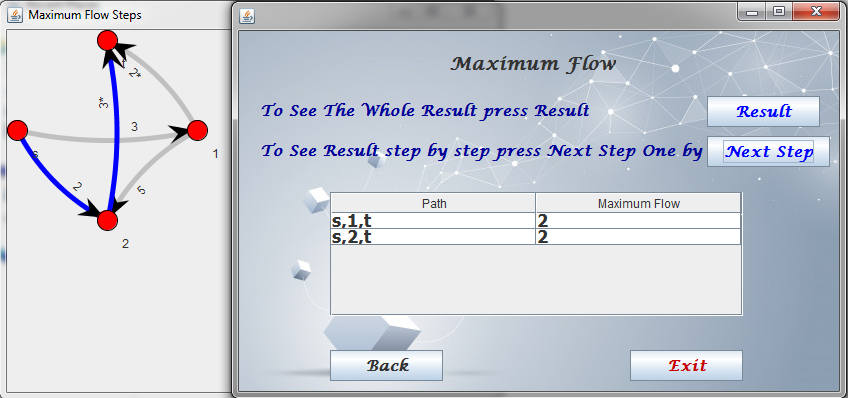 Maximum Flow Steps
2*
3*
3
1
2
5
2
Maximum Flow
To See The Whole Result press Result
Result
To See Result step by step press Next Step One by
Next Step
Path Maximum Flow
s,1,t 2
s,2,t 2
Back
Exit